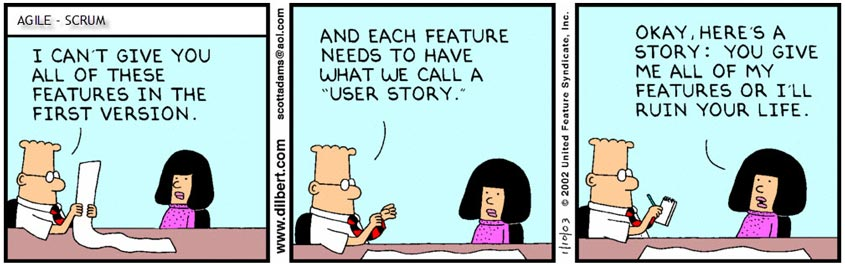 AGILE - SCRUM
I CAN'T GIVE YOU
ALL OF THESE
FEATURES IN THE
FIRST VERSION.
www.dilbert.com scottadams@aol.com
AND EACH FEATURE
NEEDS TO HAVE
WHAT WE CALL A
"USER STORY."
1/10/03 © 2002 United Feature Syndicate, Inc.
OKAY, HERE'S A
STORY: YOU GIVE
ME ALL OF MY
FEATURES OR I'LL
RUIN YOUR LIFE.